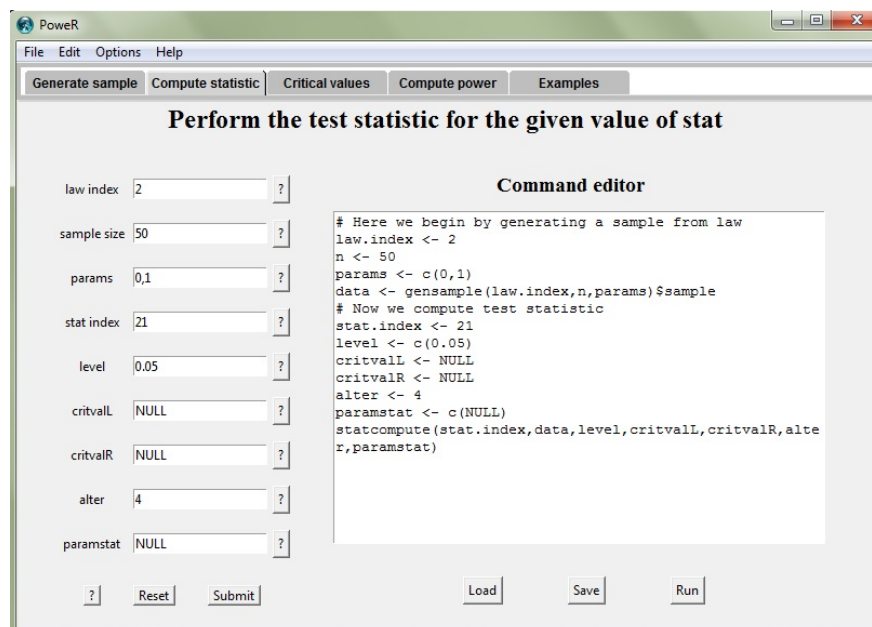 PoweR
File Edit Options Help
Generate sample Compute statistic Critical values Compute power Examples
Perform the test statistic for the given value of stat
law index 2 ?
sample size 50 ?
params 0,1 ?
stat index 21 ?
level 0.05 ?
critvalL NULL ?
critvalR NULL ?
alter 4 ?
paramstat NULL ?
? Reset Submit
Command editor
# Here we begin by generating a sample from law
law.index <- 2
n <- 50
params <- c(0,1)
data <- gensample(law.index,n,params)$sample
# Now we compute test statistic
stat.index <- 21
level <- c(0.05)
critvalL <- NULL
critvalR <- NULL
alter <- 4
paramstat <- c(NULL)
statcompute(stat.index,data,level,critvalL,critvalR,alte
r,paramstat)
Load Save Run